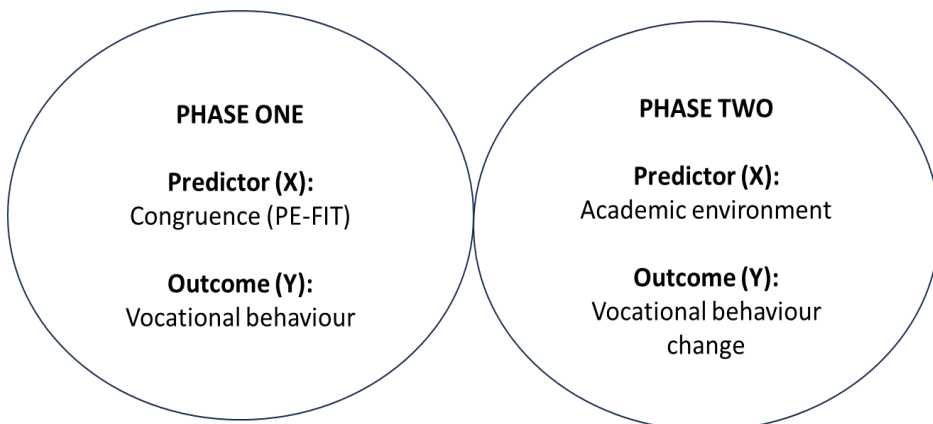 PHASE ONE
Predictor (X):
Congruence (PE-FIT)
Outcome (Y):
Vocational behaviour
PHASE TWO
Predictor (X):
Academic environment
Outcome (Y):
Vocational behaviour
change